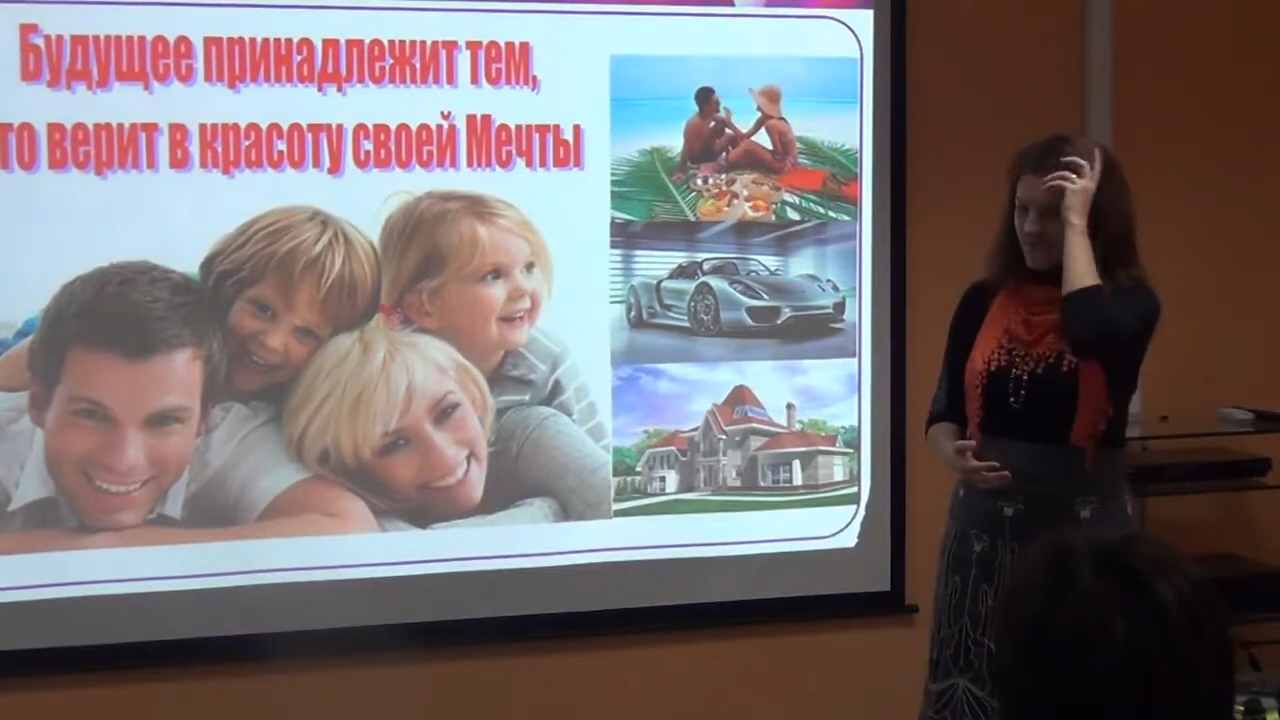 Будущее принадлежит тем,
то верит в красоту своей Мечты